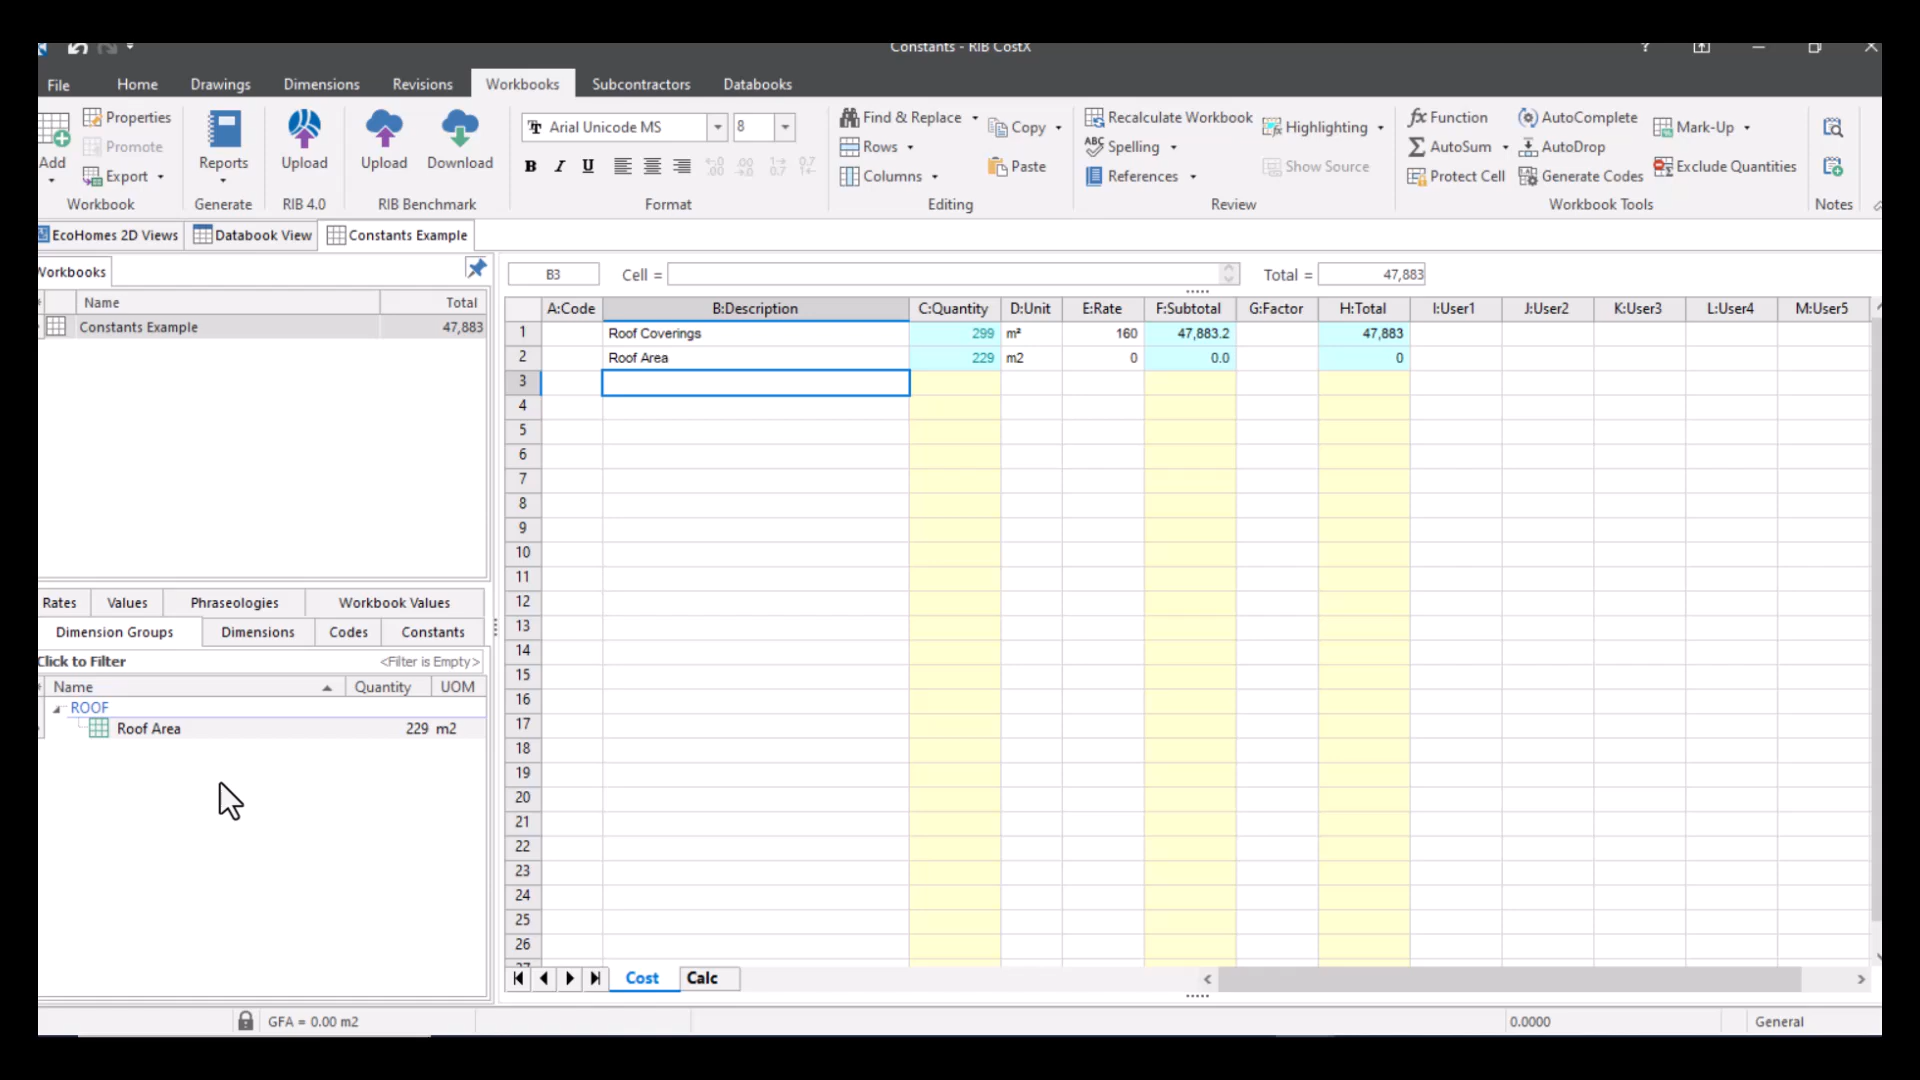 Constants - RIB CostX
?
File Home Drawings Dimensions Revisions Workbooks Subcontractors Databooks
Add
Properties
Promote
Export
Workbook
Reports
Generate
Upload
RIB 4.0
Upload Download
RIB Benchmark
Arial Unicode MS 8
B I U
Format
Find & Replace
Rows
Columns
Copy
Paste
Editing
Recalculate Workbook
ABC Spelling
References
Highlighting
Show Source
Review
fx Function
Σ AutoSum
Protect Cell
AutoComplete
AutoDrop
Generate Codes
Mark-Up
Exclude Quantities
Workbook Tools
Notes
EcoHomes 2D Views Databook View Constants Example
Workbooks
Name Total
Constants Example 47,883
B3 Cell = Total = 47,883
A:Code B:Description C:Quantity D:Unit E:Rate F:Subtotal G:Factor H:Total I:User1 J:User2 K:User3 L:User4 M:User5
1 Roof Coverings 299 m² 160 47,883.2 47,883
2 Roof Area 229 m2 0 0.0 0
3
4
5
6
7
8
9
10
11
12
13
14
15
16
17
18
19
20
21
22
23
24
25
26
27
Rates Values Phraseologies Workbook Values
Dimension Groups Dimensions Codes Constants
Click to Filter <Filter is Empty>
Name Quantity UOM
ROOF
Roof Area 229 m2
Cost Calc
GFA = 0.00 m2 0.0000 General